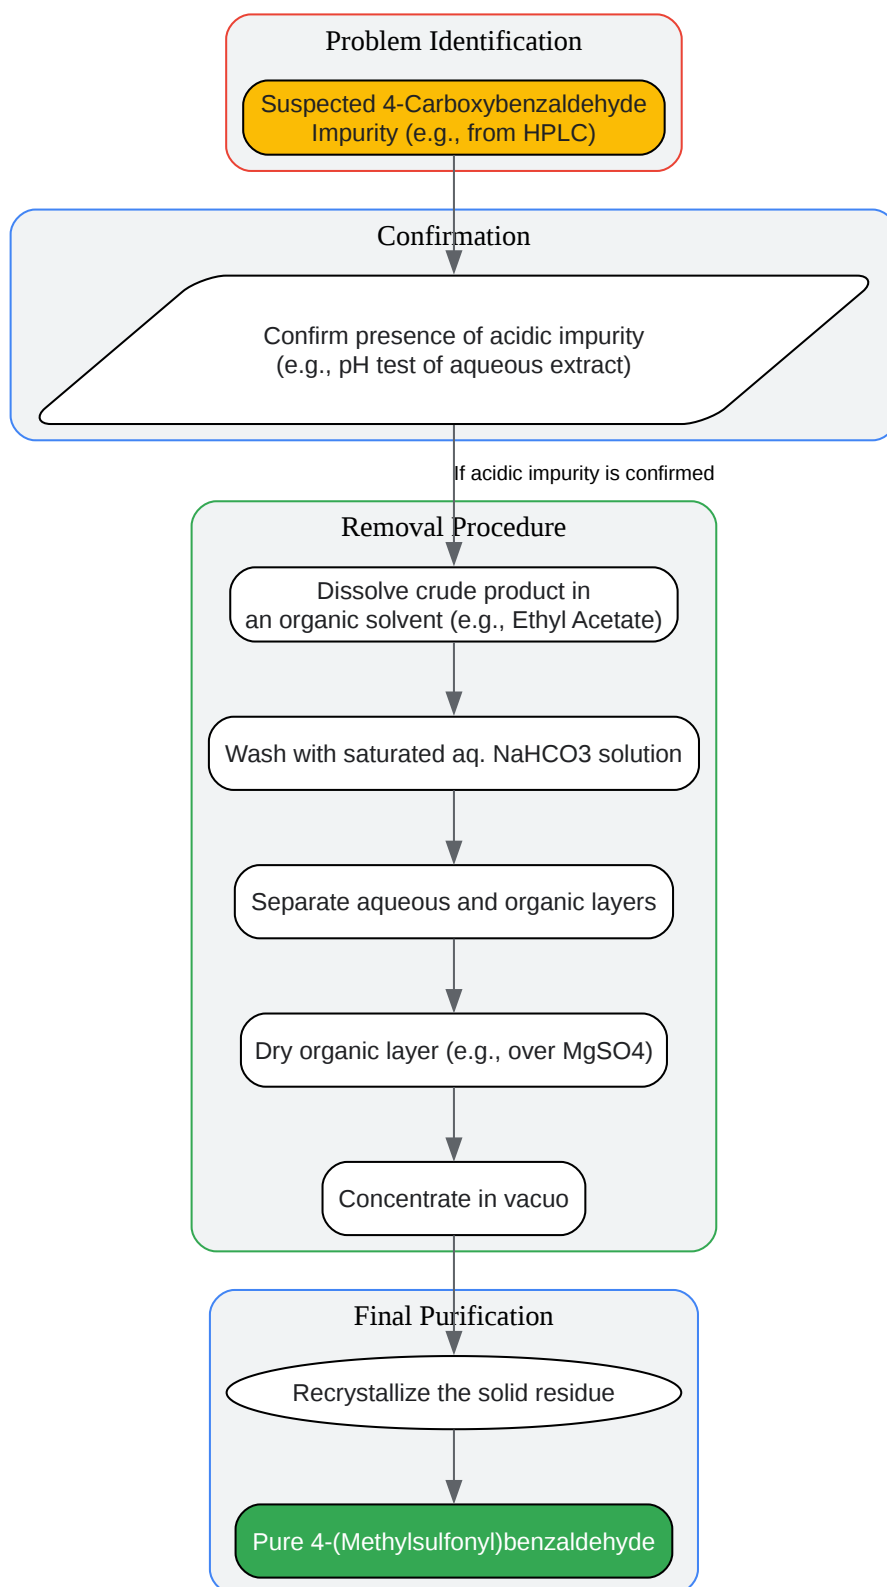 Problem Identification
Suspected 4-Carboxybenzaldehyde
Impurity (e.g., from HPLC)
Confirmation
Confirm presence of acidic impurity
(e.g., pH test of aqueous extract)
If acidic impurity is confirmed
Removal Procedure
Dissolve crude product in
an organic solvent (e.g., Ethyl Acetate)
Wash with saturated aq. NaHCO3 solution
Separate aqueous and organic layers
Dry organic layer (e.g., over MgSO4)
Concentrate in vacuo
Final Purification
Recrystallize the solid residue
Pure 4-(Methylsulfonyl)benzaldehyde